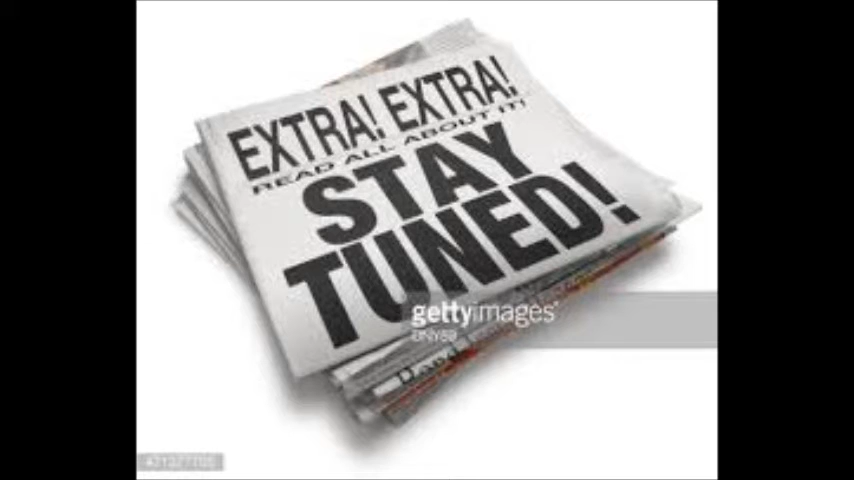 EXTRA! EXTRA!
READ ALL ABOUT IT!
STAY
TUNED!
gettyimages®